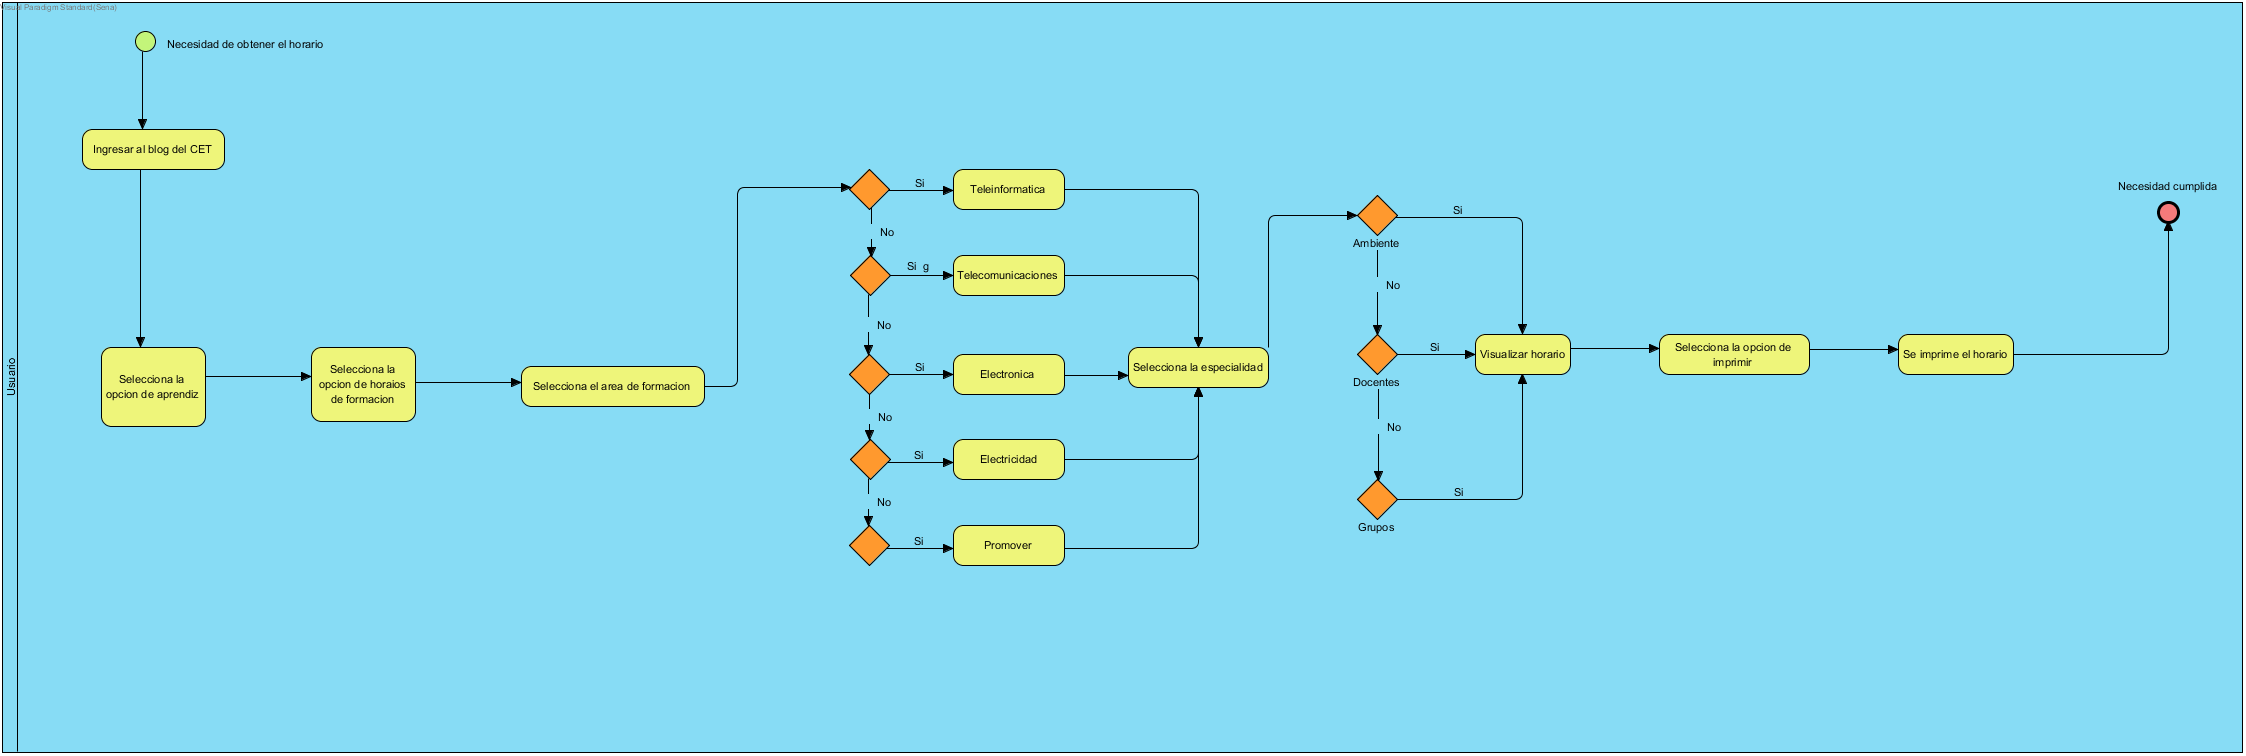 Visual Paradigm Standard(Sena)
Necesidad de obtener el horario
Ingresar al blog del CET
Usuario
Selecciona la
opcion de aprendiz
Selecciona la
opcion de horaios
de formacion
Selecciona el area de formacion
Si
Teleinformatica
No
Si g
Telecomunicaciones
No
Si
Electronica
No
Si
Electricidad
No
Si
Promover
Selecciona la especialidad
Ambiente
Si
No
Docentes
Si
No
Grupos
Si
Visualizar horario
Selecciona la opcion de
imprimir
Se imprime el horario
Necesidad cumplida